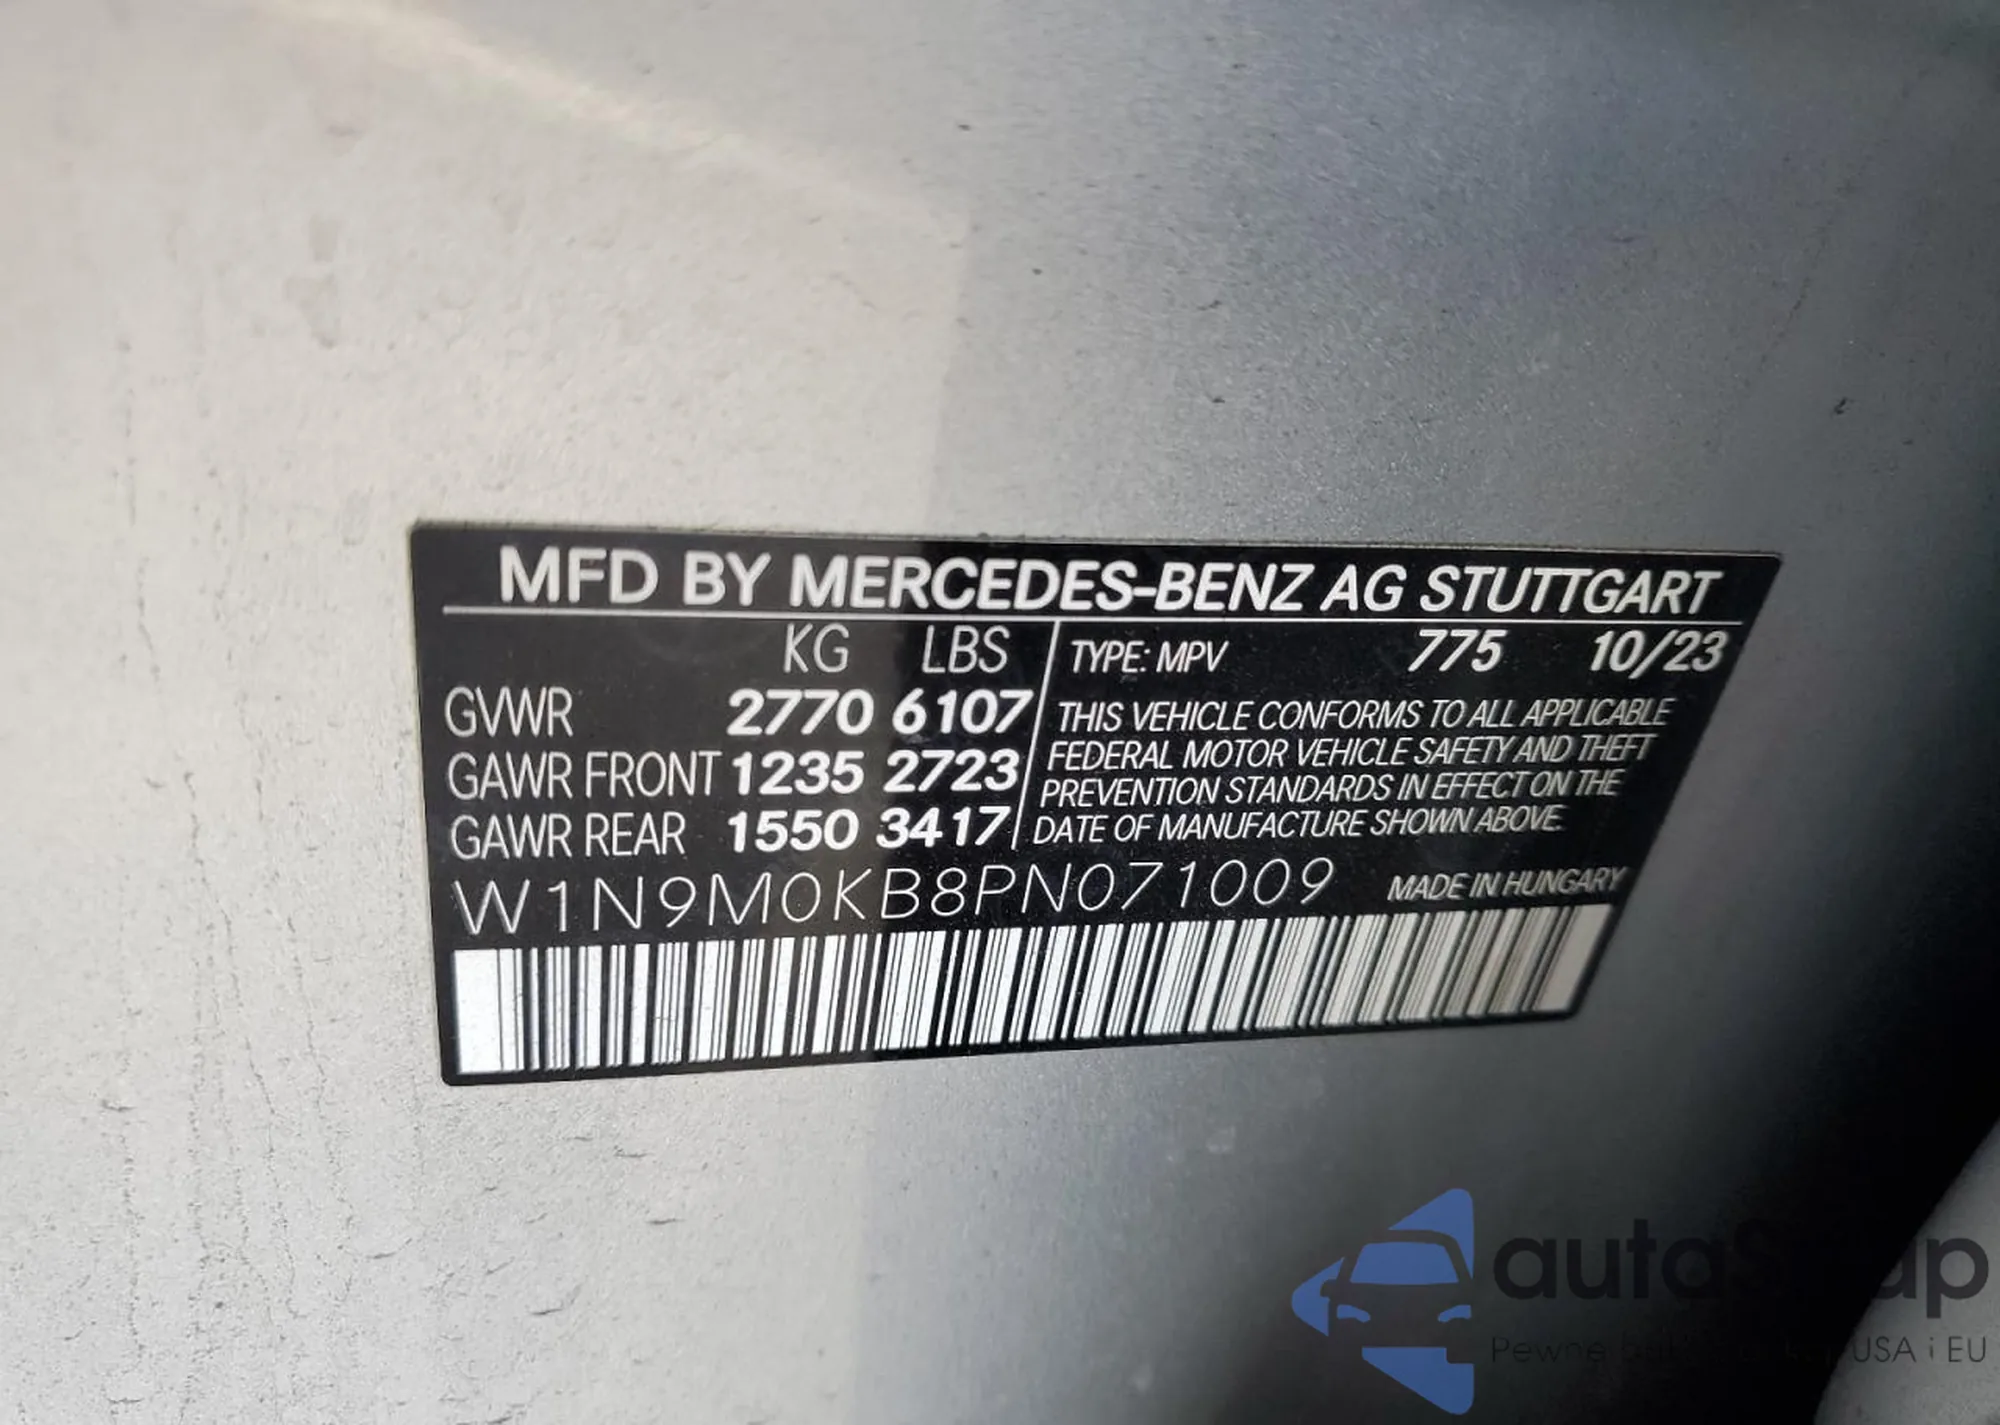 MFD BY MERCEDES-BENZ AG STUTTGART
KG LBS
GVWR 2770 6107
GAWR FRONT 1235 2723
GAWR REAR 1550 3417
TYPE: MPV 775 10/23
THIS VEHICLE CONFORMS TO ALL APPLICABLE
FEDERAL MOTOR VEHICLE SAFETY AND THEFT
PREVENTION STANDARDS IN EFFECT ON THE
DATE OF MANUFACTURE SHOWN ABOVE.
W1N9M0KB8PN071009 MADE IN HUNGARY
Pewne USA i EU